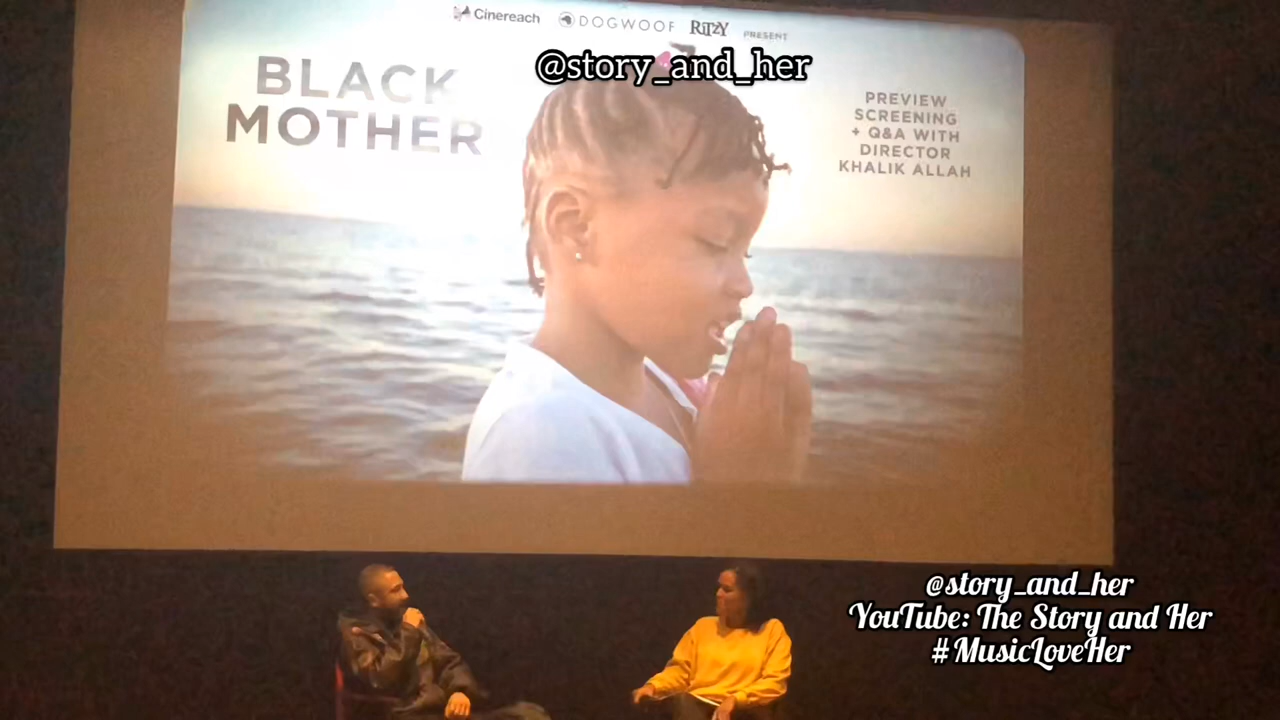 Cinereach DOGWOOF RiTZY PRESENT
@story_and_her
BLACK
MOTHER
PREVIEW
SCREENING
+ Q&A WITH
DIRECTOR
KHALIK ALLAH
@story_and_her
YouTube: The Story and Her
#MusicLoveHer